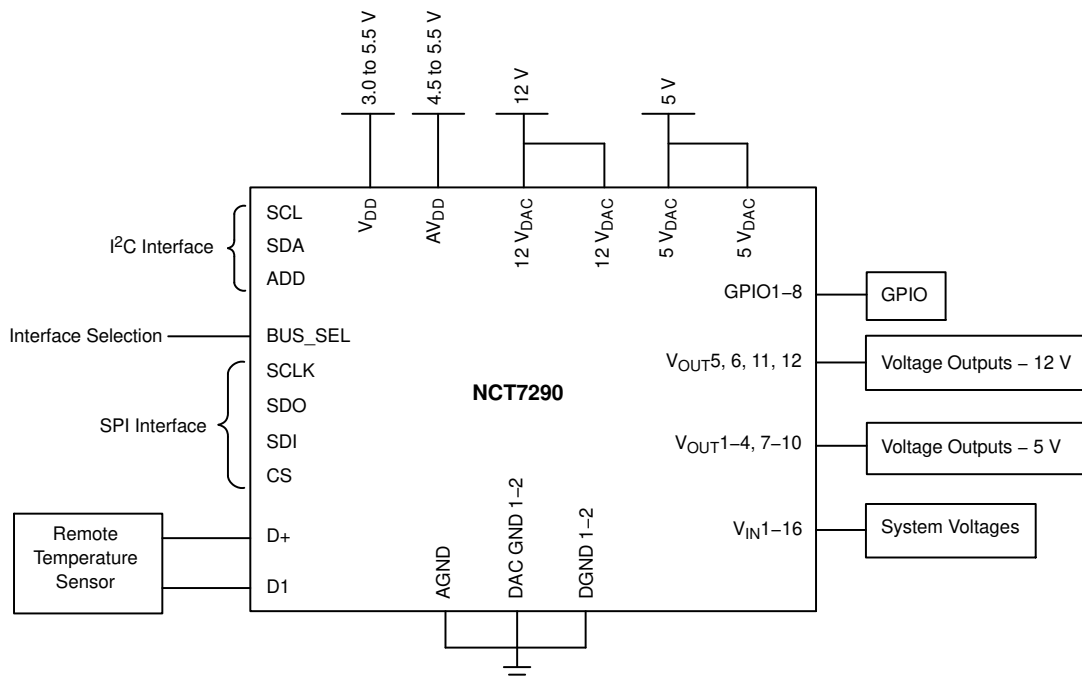 3.0 to 5.5 V
4.5 to 5.5 V
12 V
5 V
VDD
AVDD
12 VDAC
12 VDAC
5 VDAC
5 VDAC
I²C Interface
SCL
SDA
ADD
Interface Selection
BUS_SEL
SPI Interface
SCLK
SDO
SDI
CS
Remote
Temperature
Sensor
D+
D1
NCT7290
GPIO1–8
GPIO
VOUT5, 6, 11, 12
Voltage Outputs – 12 V
VOUT1–4, 7–10
Voltage Outputs – 5 V
VIN1–16
System Voltages
AGND
DAC GND 1–2
DGND 1–2